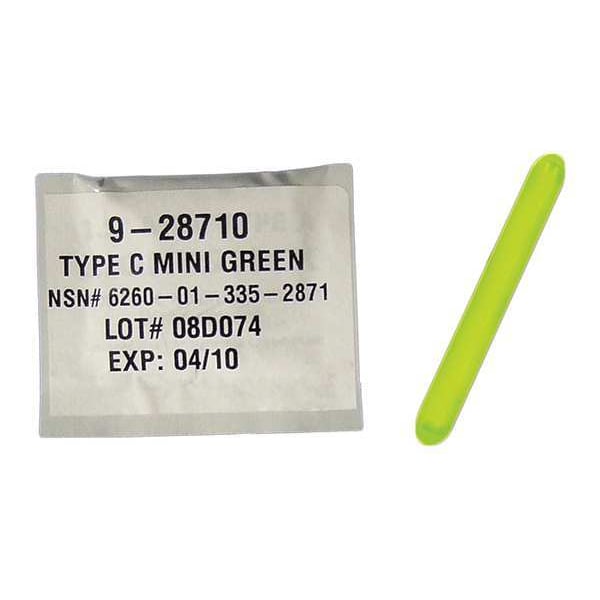 9-28710
TYPE C MINI GREEN
NSN# 6260-01-335-2871
LOT# 08D074
EXP: 04/10